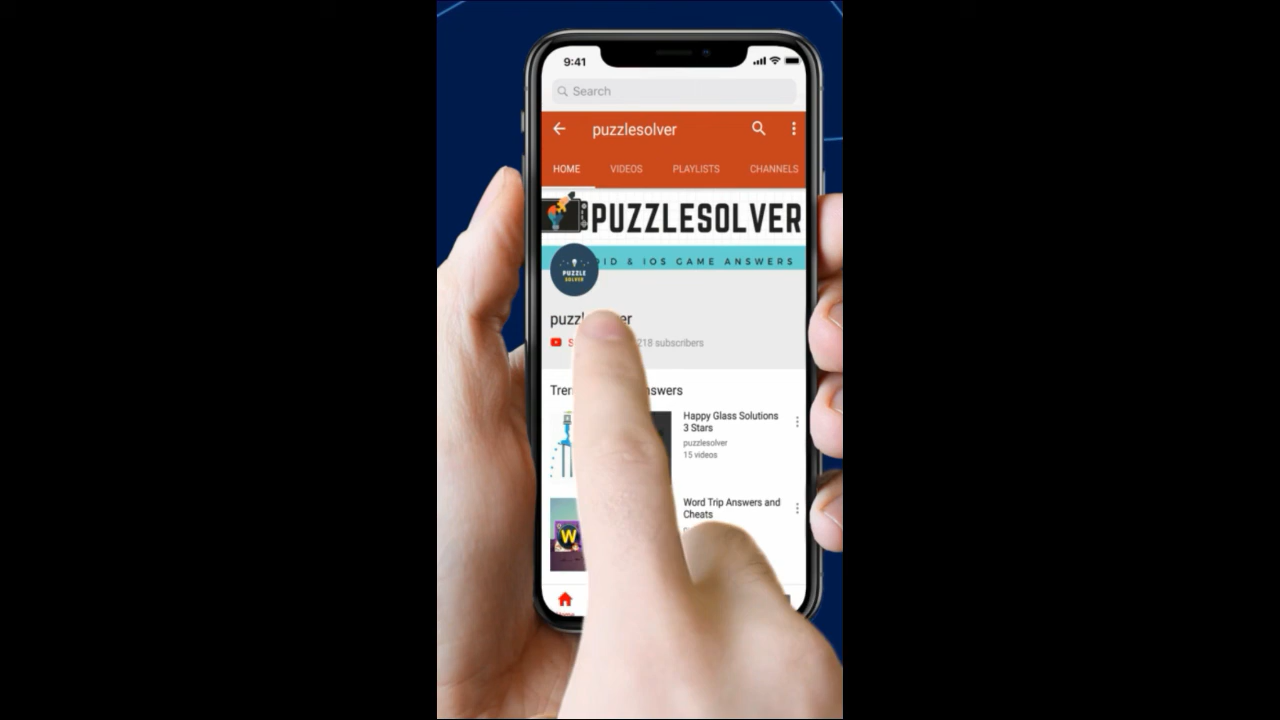 9:41
Search
puzzlesolver
HOME VIDEOS PLAYLISTS CHANNELS
PUZZLESOLVER
ID & IOS GAME ANSWERS
PUZZLE
SOLVER
218 subscribers
Happy Glass Solutions
3 Stars
puzzlesolver
15 videos
Word Trip Answers and
Cheats
W